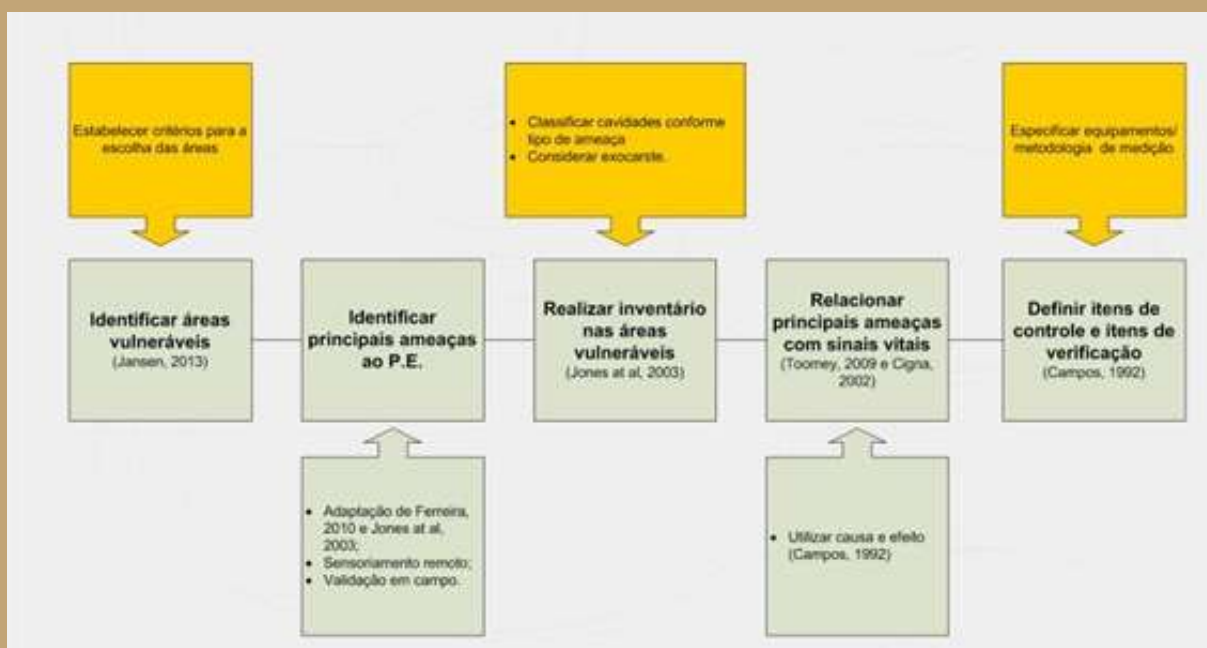 Estabelecer critérios para a
escolha das áreas
• Classificar cavidades conforme
tipo de ameaça
• Considerar exocarste.
Especificar equipamentos/
metodologia de medição
Identificar áreas
vulneráveis
(Jansen, 2013)
Identificar
principais ameaças
ao P.E.
Realizar inventário
nas áreas
vulneráveis
(Jones at al, 2003)
Relacionar
principais ameaças
com sinais vitais
(Toomey, 2009 e Cigna,
2002)
Definir itens de
controle e itens de
verificação
(Campos, 1992)
• Adaptação de Ferreira,
2010 e Jones at al,
2003;
• Sensoriamento remoto;
• Validação em campo.
• Utilizar causa e efeito
(Campos, 1992)